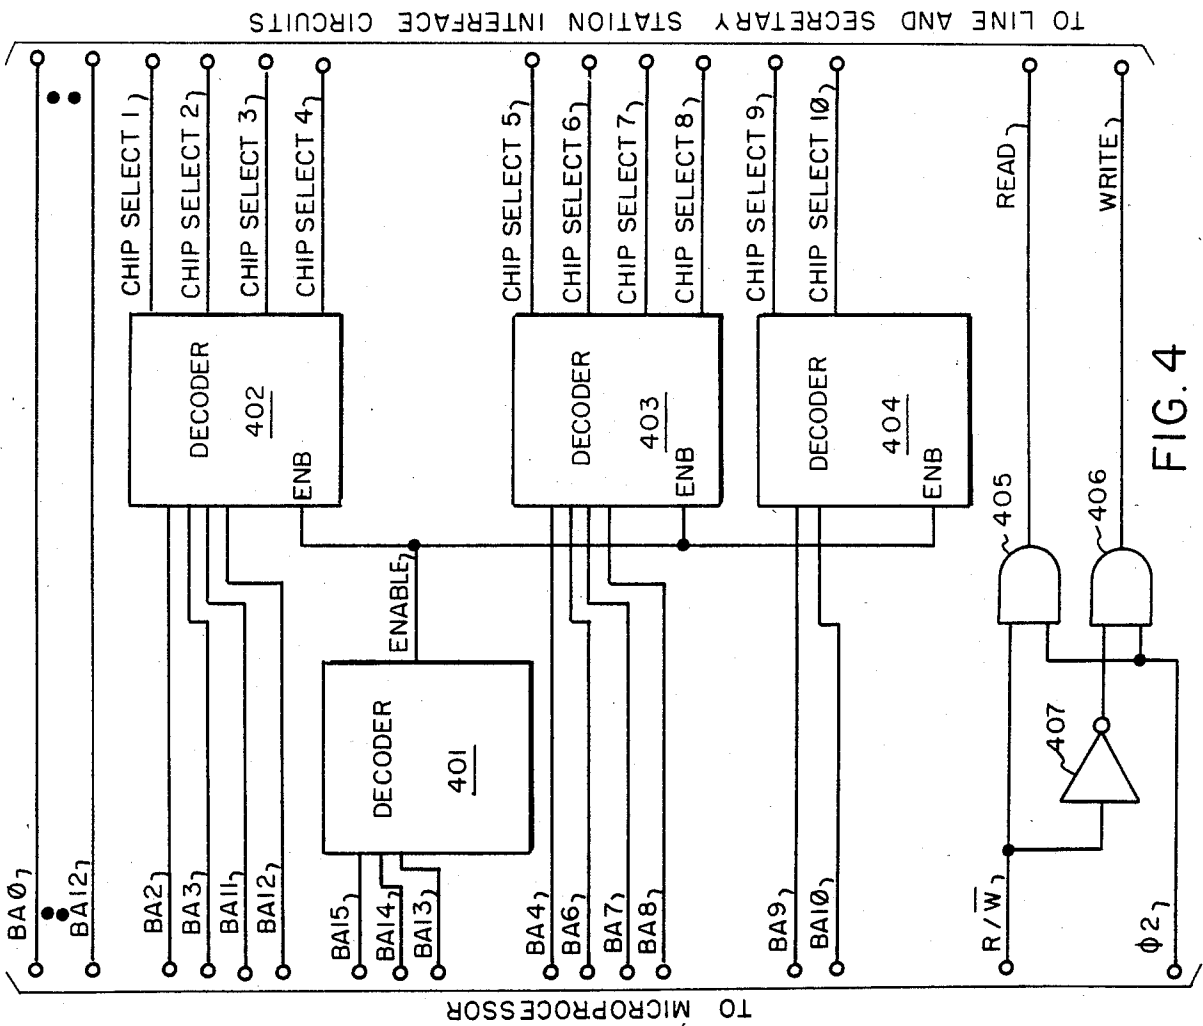 TO LINE AND SECRETARY STATION INTERFACE CIRCUITS
CHIP SELECT 1
CHIP SELECT 2
CHIP SELECT 3
CHIP SELECT 4
CHIP SELECT 5
CHIP SELECT 6
CHIP SELECT 7
CHIP SELECT 8
CHIP SELECT 9
CHIP SELECT 10
READ
WRITE
DECODER
402
ENB
DECODER
403
ENB
DECODER
404
ENB
405
406
407
ENABLE
DECODER
401
BA0
BA12
BA2
BA3
BA11
BA12
BA15
BA14
BA13
BA4
BA6
BA7
BA8
BA9
BA10
R/W̅
φ2
TO MICROPROCESSOR
FIG. 4